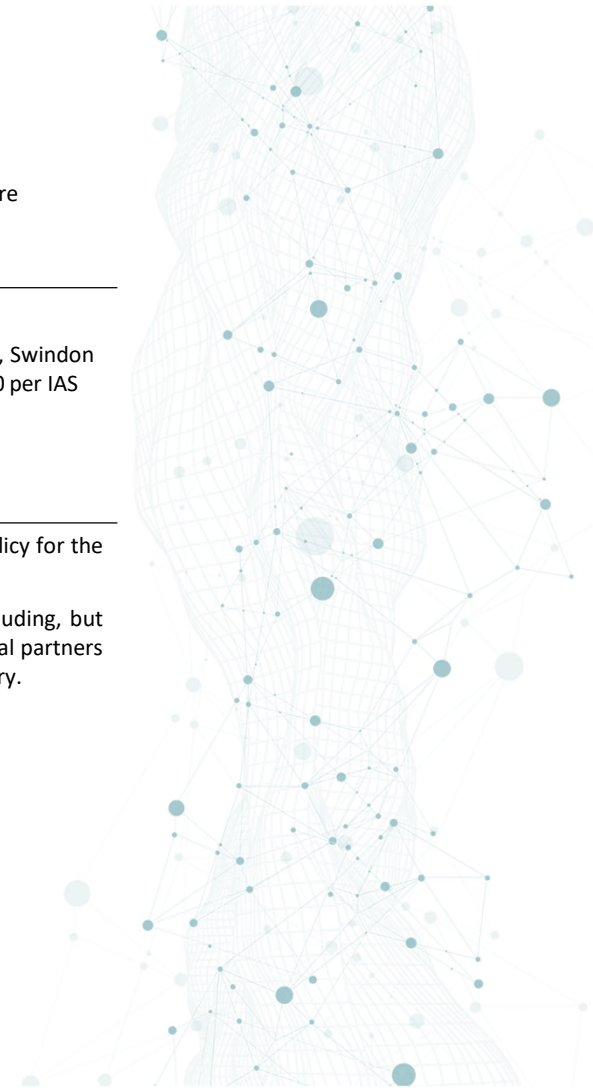 re
, Swindon
0 per IAS
licy for the
uding, but
al partners
ry.